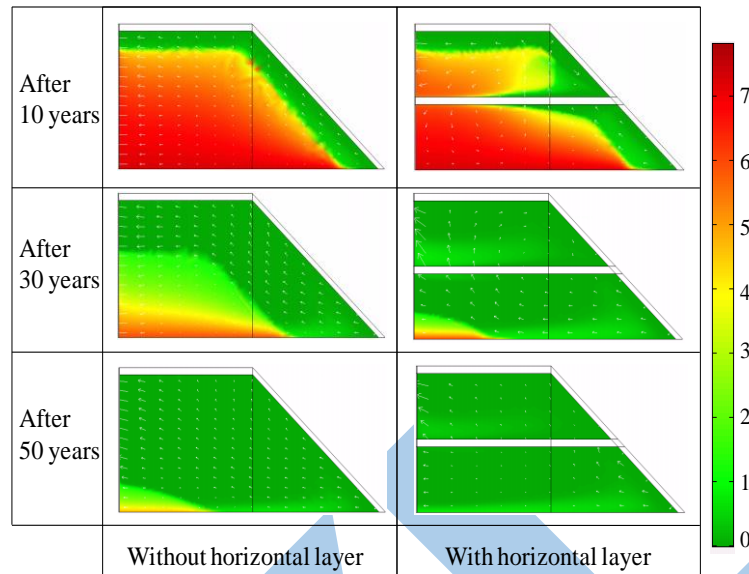 After
10 years
After
30 years
After
50 years
Without horizontal layer
With horizontal layer
7
6
5
4
3
2
1
0